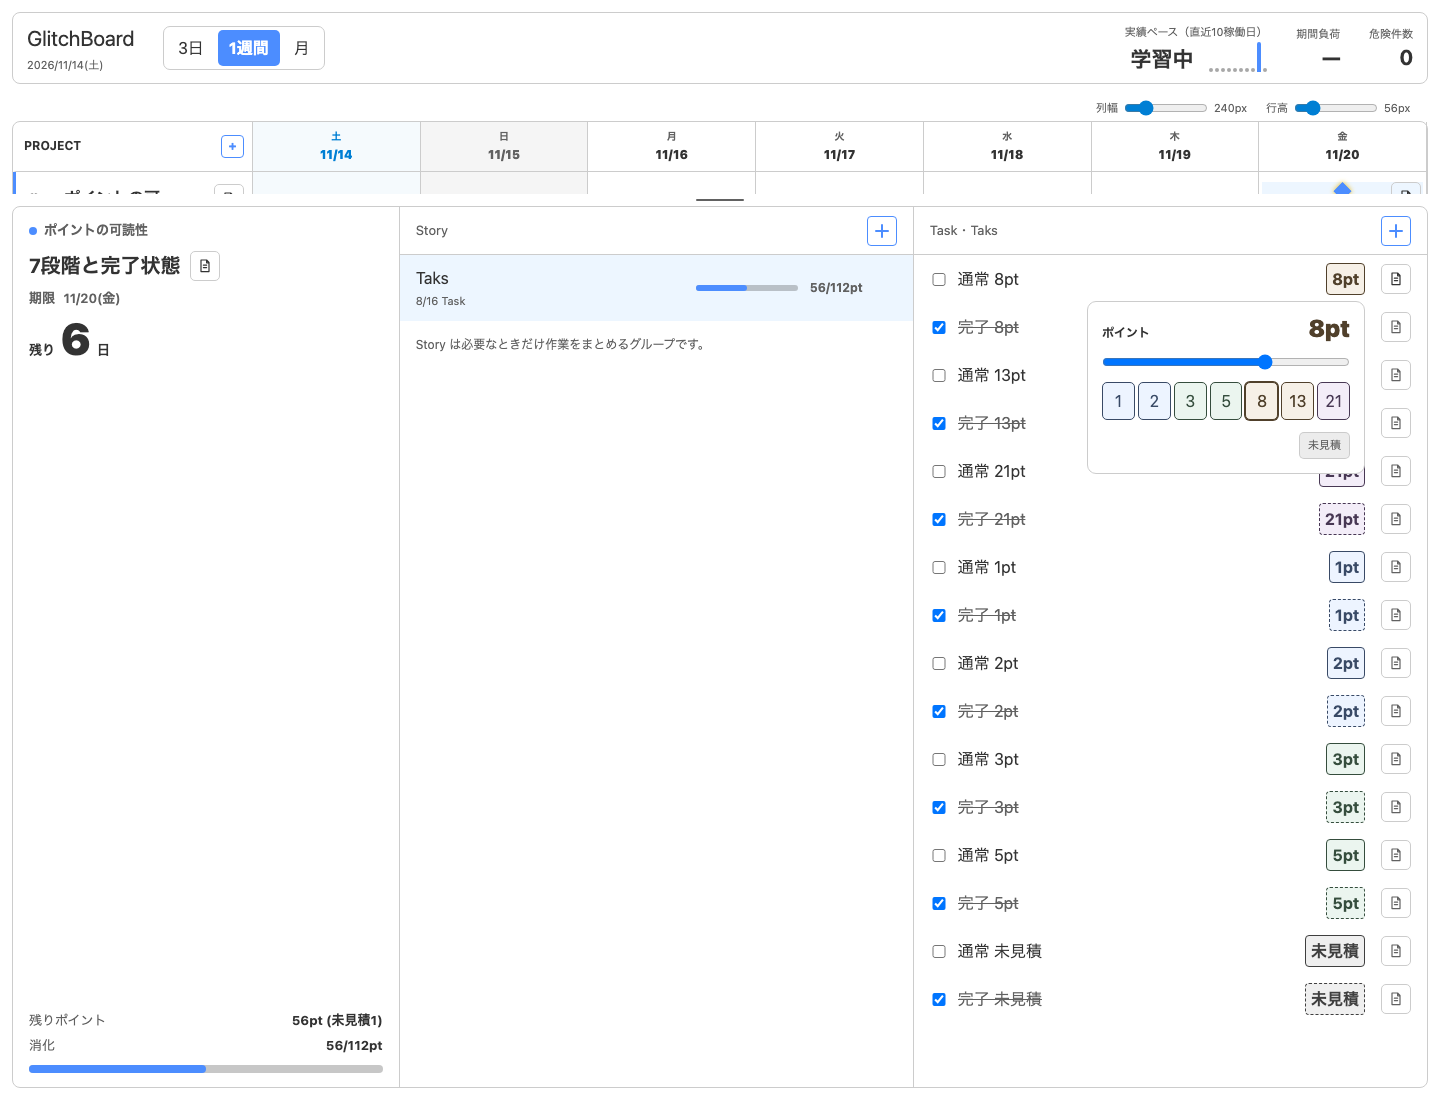 GlitchBoard
2026/11/14(土)
3日 1週間 月
実績ペース（直近10稼働日）
学習中
期間負荷
—
危険件数
0
列幅 240px 行高 56px
PROJECT +
土 11/14
日 11/15
月 11/16
火 11/17
水 11/18
木 11/19
金 11/20
ポイントの可
ポイントの可読性
7段階と完了状態
期限 11/20(金)
残り 6 日
残りポイント 56pt (未見積1)
消化 56/112pt
Story
Taks
8/16 Task
56/112pt
Story は必要なときだけ作業をまとめるグループです。
Task · Taks
通常 8pt 8pt
完了 8pt
通常 13pt
完了 13pt
通常 21pt 21pt
完了 21pt 21pt
通常 1pt 1pt
完了 1pt 1pt
通常 2pt 2pt
完了 2pt 2pt
通常 3pt 3pt
完了 3pt 3pt
通常 5pt 5pt
完了 5pt 5pt
通常 未見積 未見積
完了 未見積 未見積
ポイント 8pt
1 2 3 5 8 13 21
未見積